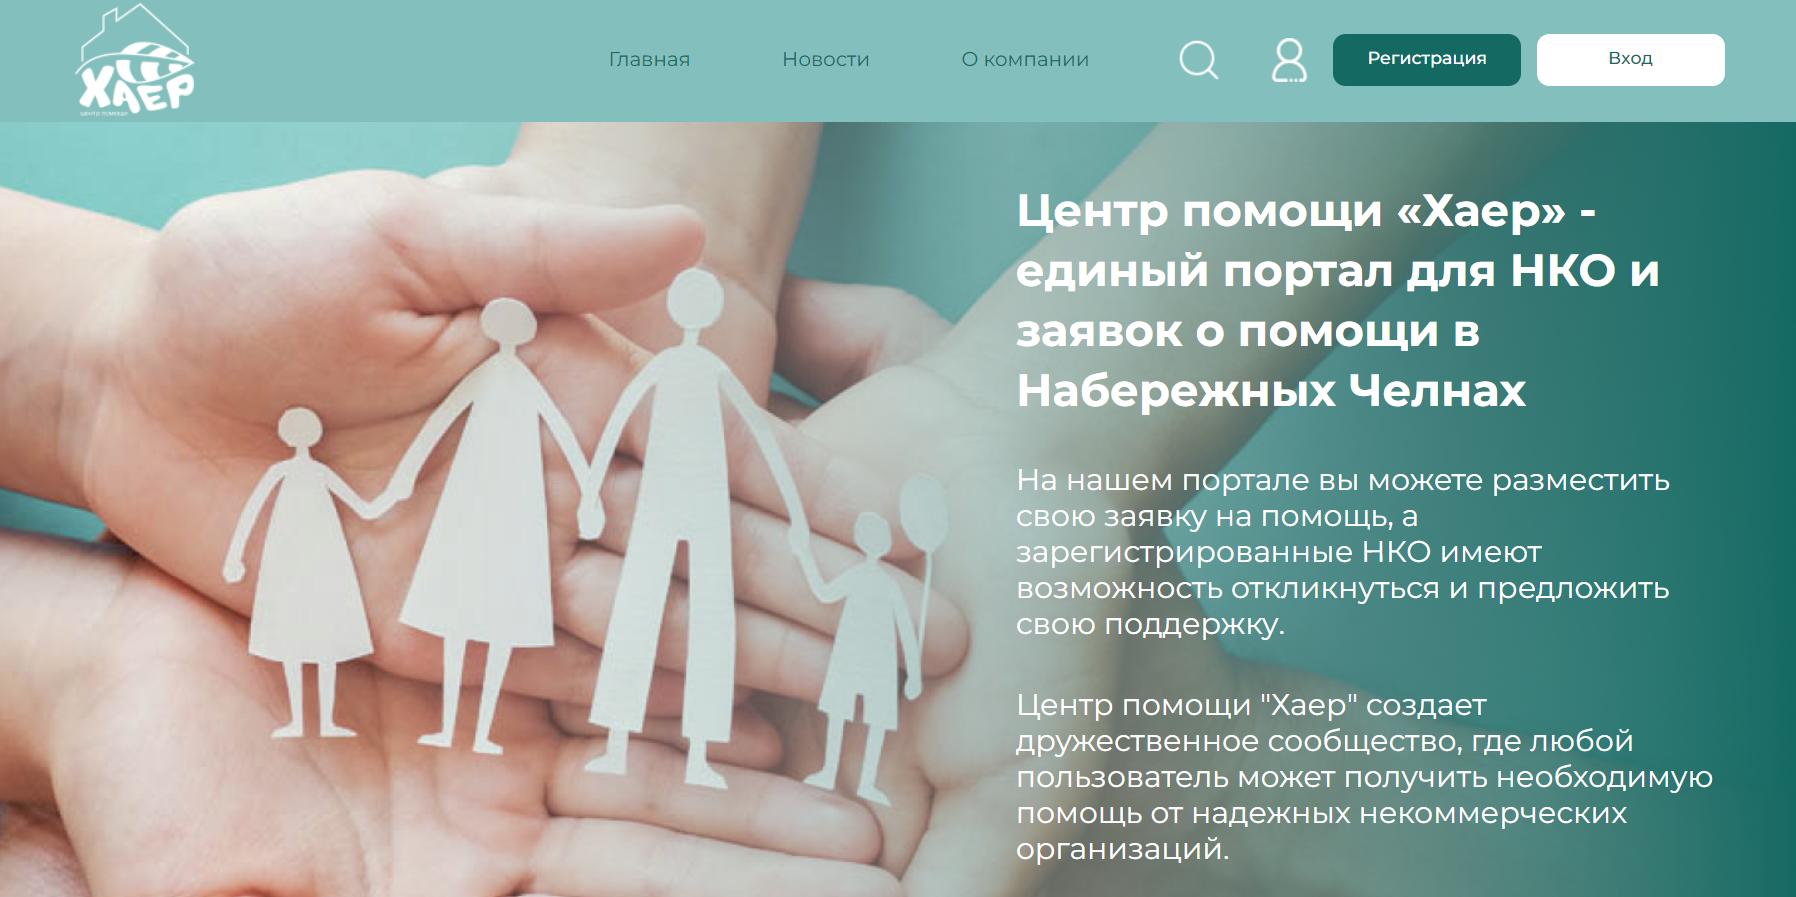 ХАЕР
центр помощи
Главная
Новости
О компании
Регистрация
Вход
Центр помощи «Хаер» -
единый портал для НКО и
заявок о помощи в
Набережных Челнах
На нашем портале вы можете разместить
свою заявку на помощь, а
зарегистрированные НКО имеют
возможность откликнуться и предложить
свою поддержку.
Центр помощи "Хаер" создает
дружественное сообщество, где любой
пользователь может получить необходимую
помощь от надежных некоммерческих
организаций.